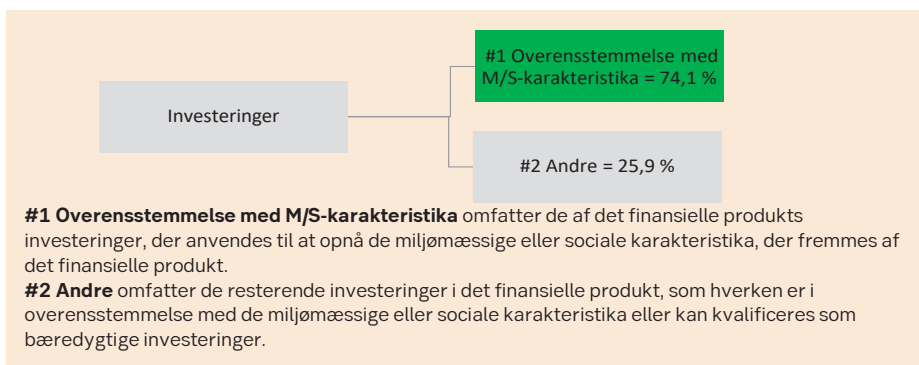 #1 Overensstemmelse med
M/S-karakteristika = 74,1 %
Investeringer
#2 Andre = 25,9 %
#1 Overensstemmelse med M/S-karakteristika omfatter de af det finansielle produkts
investeringer, der anvendes til at opnå de miljømæssige eller sociale karakteristika, der fremmes af
det finansielle produkt.
#2 Andre omfatter de resterende investeringer i det finansielle produkt, som hverken er i
overensstemmelse med de miljømæssige eller sociale karakteristika eller kan kvalificeres som
bæredygtige investeringer.